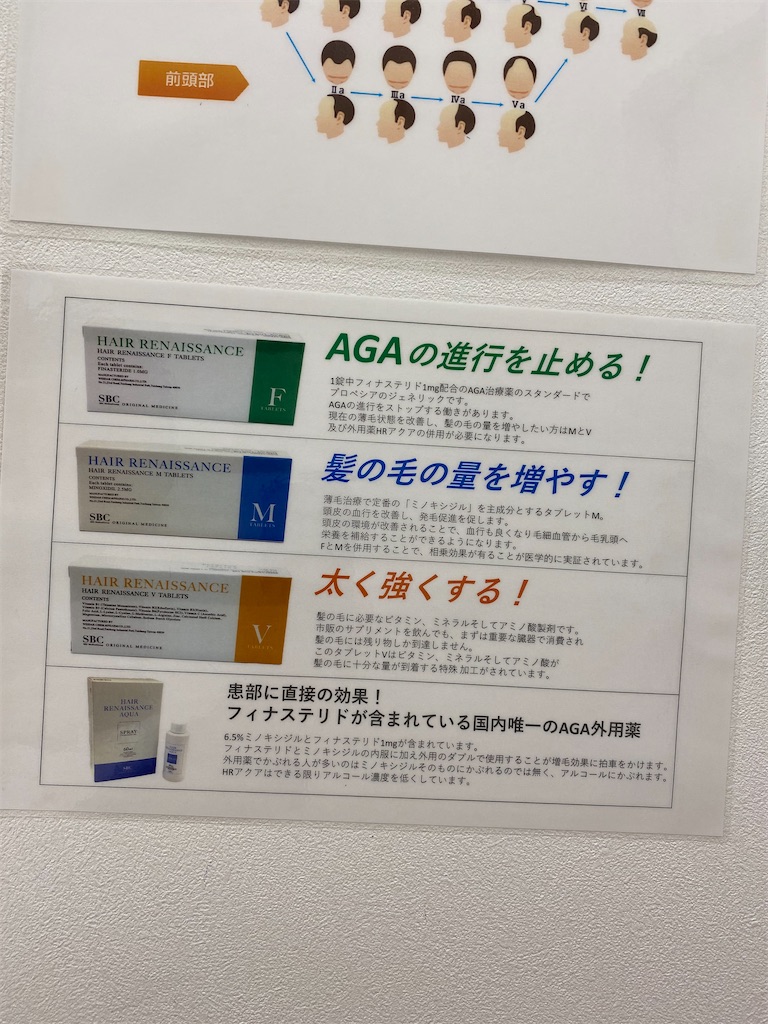 VI
VII
前頭部
IIa
IIIa
IVa
Va
HAIR RENAISSANCE
HAIR RENAISSANCE F TABLETS
CONTENTS
Each tablet contains:
FINASTERIDE 1.0MG
SBC ORIGINAL MEDICINE
F
TABLETS
AGAの進行を止める！
1錠中フィナステリド1mg配合のAGA治療薬のスタンダードで
プロペシアのジェネリックです。
AGAの進行をストップする働きがあります。
現在の薄毛状態を改善し、髪の毛の量を増やしたい方はMとV
及び外用薬HRアクアの併用が必要になります。
HAIR RENAISSANCE
HAIR RENAISSANCE M TABLETS
CONTENTS
Each tablet contains:
MINOXIDIL 2.5MG
SBC ORIGINAL MEDICINE
M
TABLETS
髪の毛の量を増やす！
薄毛治療で定番の「ミノキシジル」を主成分とするタブレットM。
頭皮の血行を改善し、発毛促進を促します。
頭皮の環境が改善されることで、血行も良くなり毛細血管から毛乳頭へ
栄養を補給することができるようになります。
FとMを併用することで、相乗効果が有ることが医学的に実証されています。
HAIR RENAISSANCE
HAIR RENAISSANCE V TABLETS
CONTENTS
SBC ORIGINAL MEDICINE
V
TABLETS
太く強くする！
髪の毛に必要なビタミン、ミネラルそしてアミノ酸製剤です。
市販のサプリメントを飲んでも、まずは重要な臓器で消費され
髪の毛には残り物しか到達しません。
このタブレットVはビタミン、ミネラルそしてアミノ酸が
髪の毛に十分な量が到着する特殊加工がされています。
HAIR
RENAISSANCE
AQUA
SPRAY
患部に直接の効果！
フィナステリドが含まれている国内唯一のAGA外用薬
6.5%ミノキシジルとフィナステリド1mgが含まれています。
フィナステリドとミノキシジルの内服に加え外用のダブルで使用することが増毛効果に拍車をかけます。
外用薬でかぶれる人が多いのはミノキシジルそのものにかぶれるのでは無く、アルコールにかぶれます。
HRアクアはできる限りアルコール濃度を低くしています。